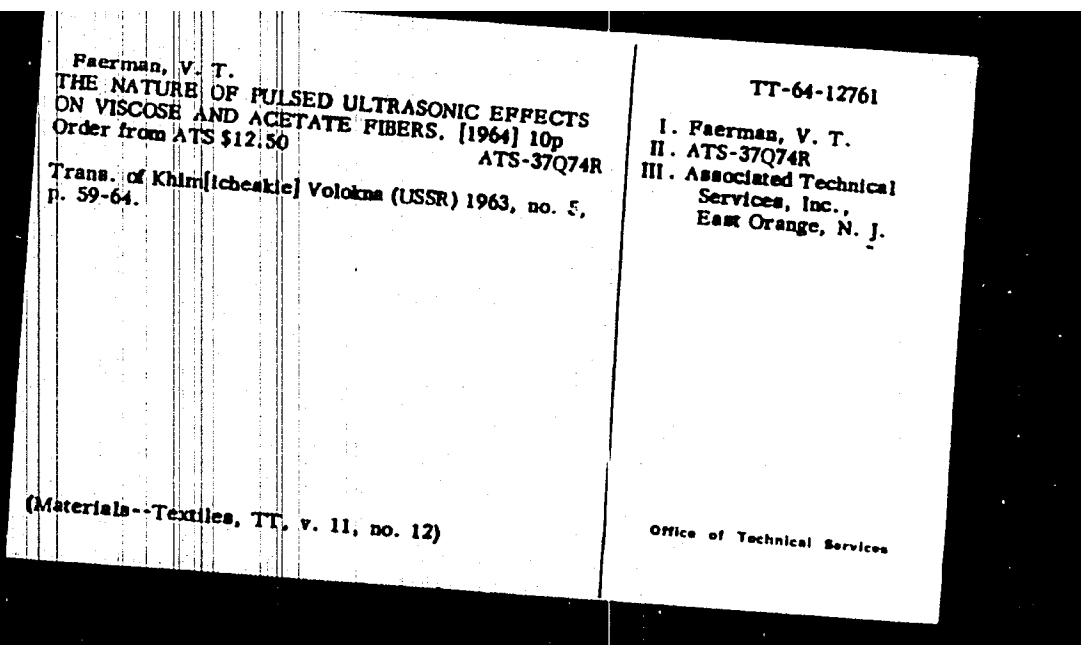 Faerman, V. T.
THE NATURE OF PULSED ULTRASONIC EFFECTS
ON VISCOSE AND ACETATE FIBERS. [1964] 10p
Order from ATS $12.50
ATS-37Q74R
Trans. of Khim[icheskie] Volokna (USSR) 1963, no. 5,
p. 59-64.
(Materials--Textiles, TT, v. 11, no. 12)
TT-64-12761
I. Faerman, V. T.
II. ATS-37Q74R
III. Associated Technical
Services, Inc.,
East Orange, N. J.
Office of Technical Services